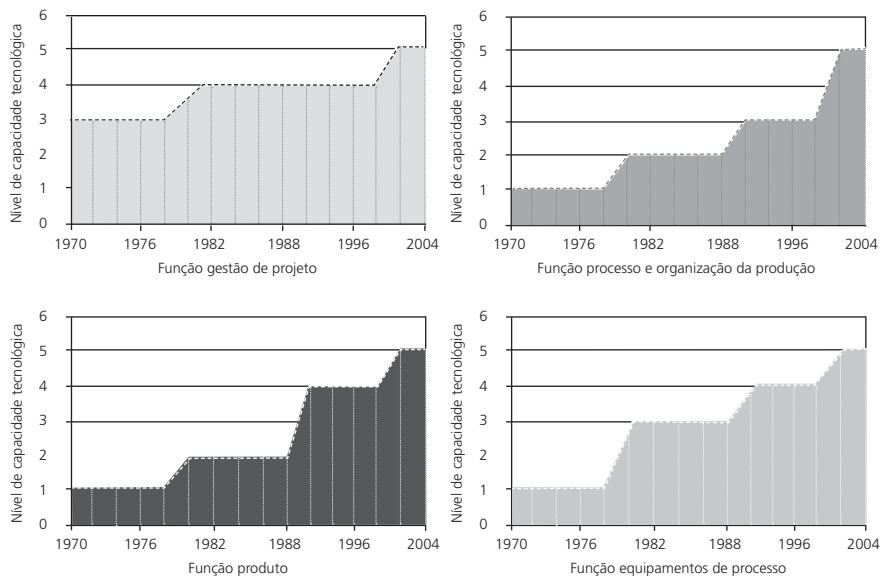 Nível de capacidade tecnológica
6
5
4
3
2
1
0
1970 1976 1982 1988 1996 2004
Função gestão de projeto
Nível de capacidade tecnológica
6
5
4
3
2
1
0
1970 1976 1982 1988 1996 2004
Função processo e organização da produção
Nível de capacidade tecnológica
6
5
4
3
2
1
0
1970 1976 1982 1988 1996 2004
Função produto
Nível de capacidade tecnológica
6
5
4
3
2
1
0
1970 1976 1982 1989 1996 2004
Função equipamentos de processo